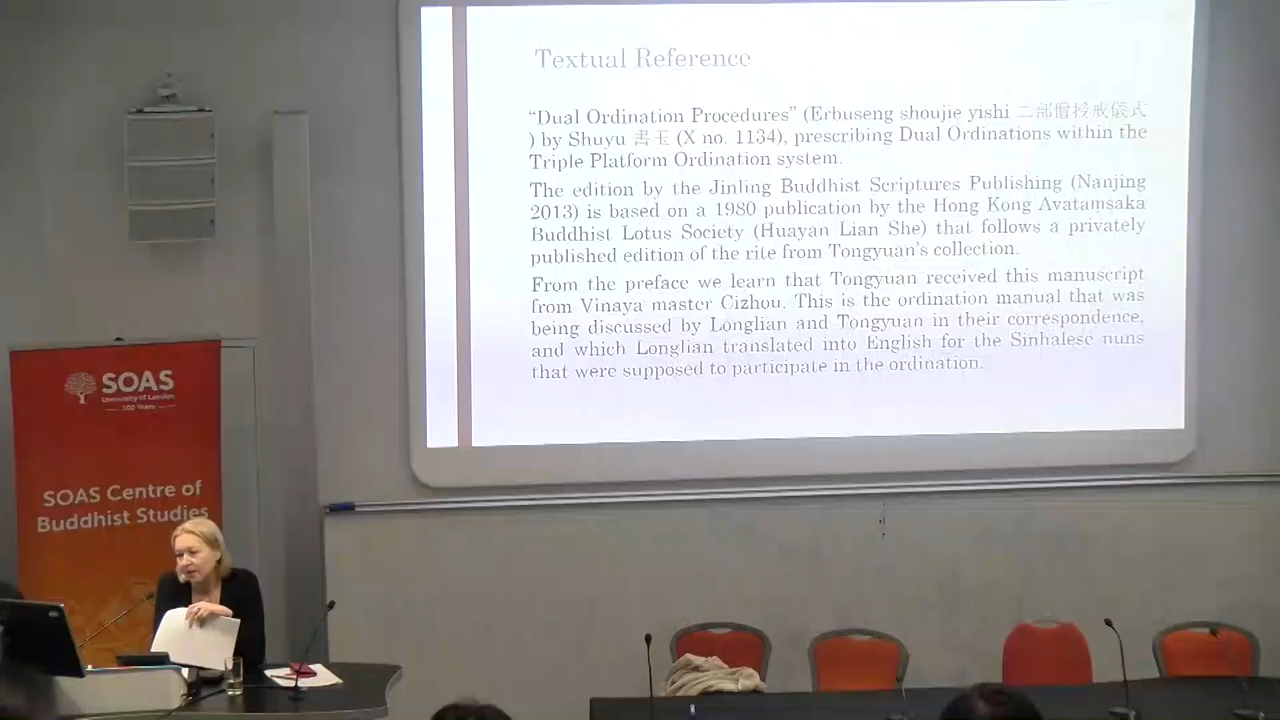 Textual Reference
“Dual Ordination Procedures” (Erbuseng shoujie yishi 二部僧授戒儀式
) by Shuyu 書玉 (X no. 1134), prescribing Dual Ordinations within the
Triple Platform Ordination system.
The edition by the Jinling Buddhist Scriptures Publishing (Nanjing
2013) is based on a 1980 publication by the Hong Kong Avatamsaka
Buddhist Lotus Society (Huayan Lian She) that follows a privately
published edition of the rite from Tongyuan’s collection.
From the preface we learn that Tongyuan received this manuscript
from Vinaya master Cizhou. This is the ordination manual that was
being discussed by Longlian and Tongyuan in their correspondence,
and which Longlian translated into English for the Sinhalese nuns
that were supposed to participate in the ordination.
SOAS
University of London
100 Years
SOAS Centre of
Buddhist Studies